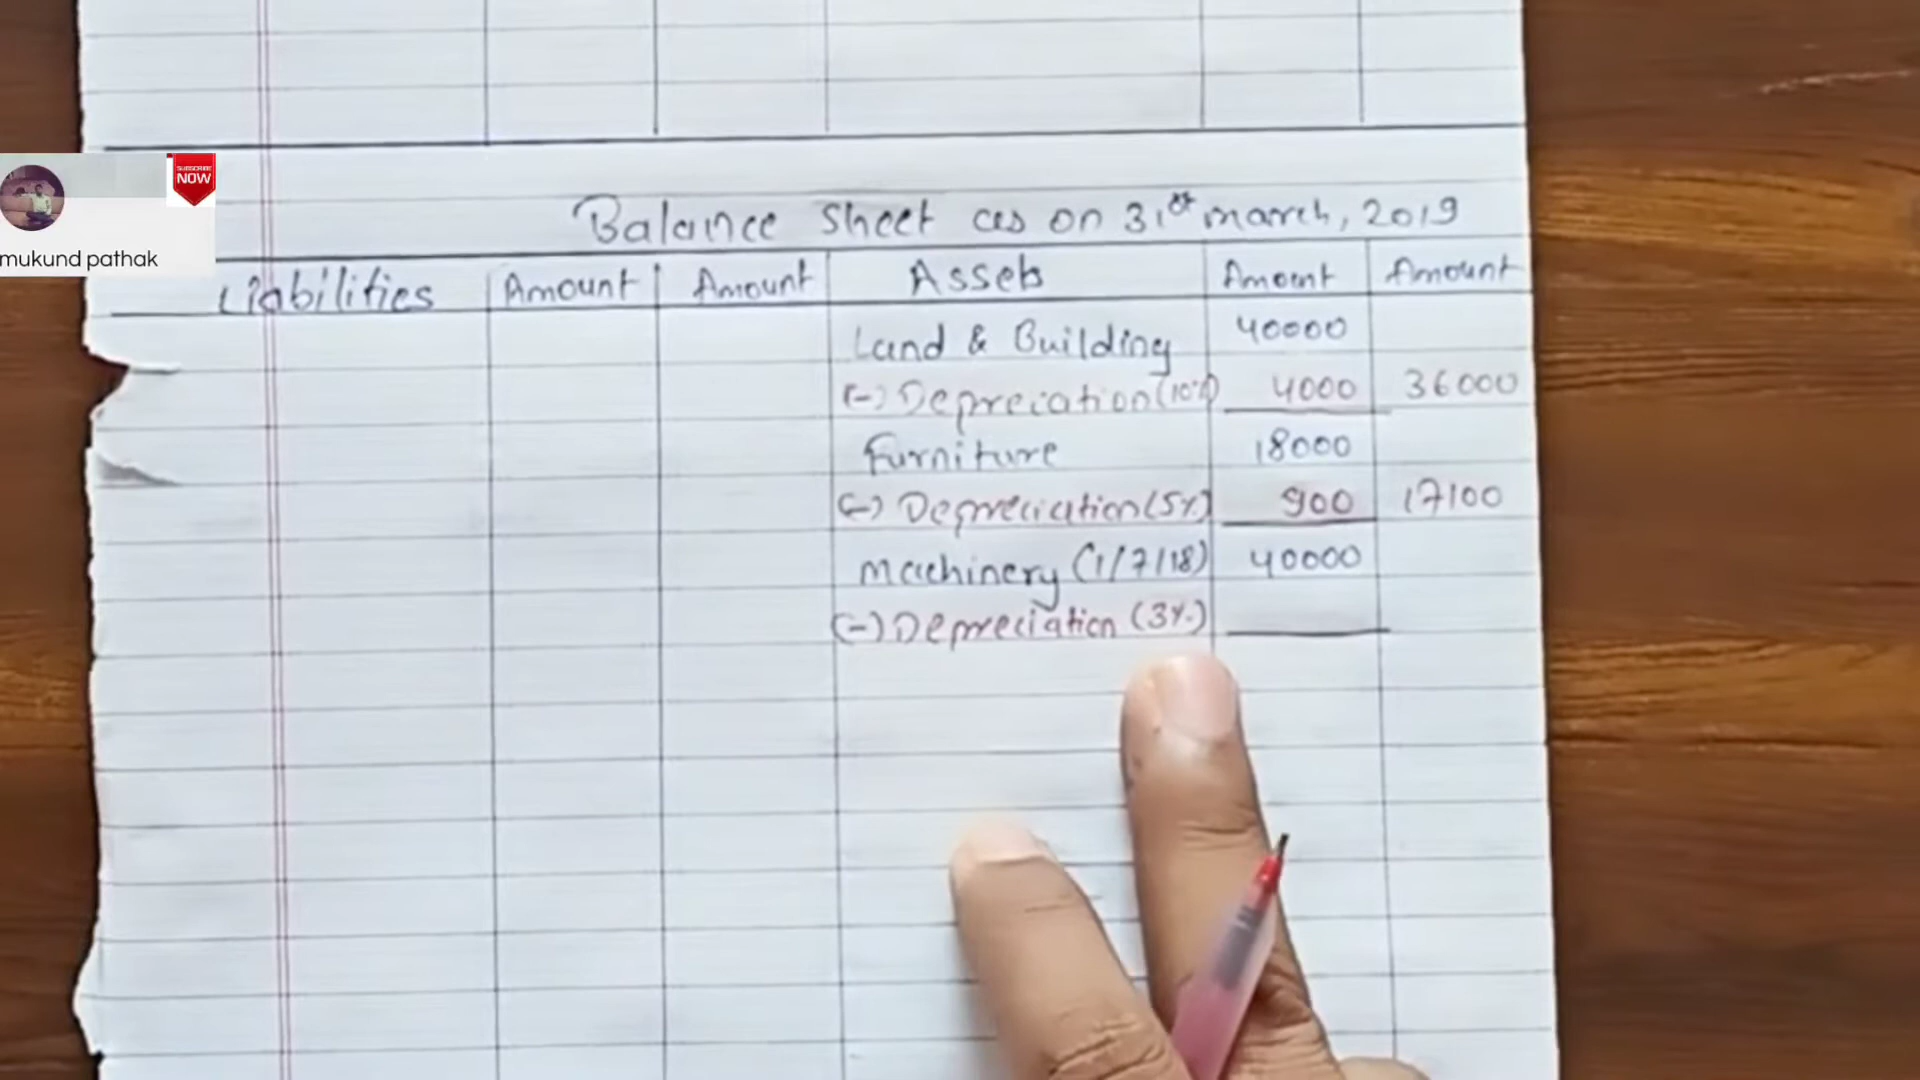 SUBSCRIBE
NOW
mukund pathak
Balance Sheet as on 31st march, 2019
Liabilities Amount Amount Assets Amount Amount
Land & Building 40000
(-) Depreciation (10%) 4000 36000
Furniture 18000
(-) Depreciation (5%) 900 17100
machinery (1/7/18) 40000
(-) Depreciation (3%)